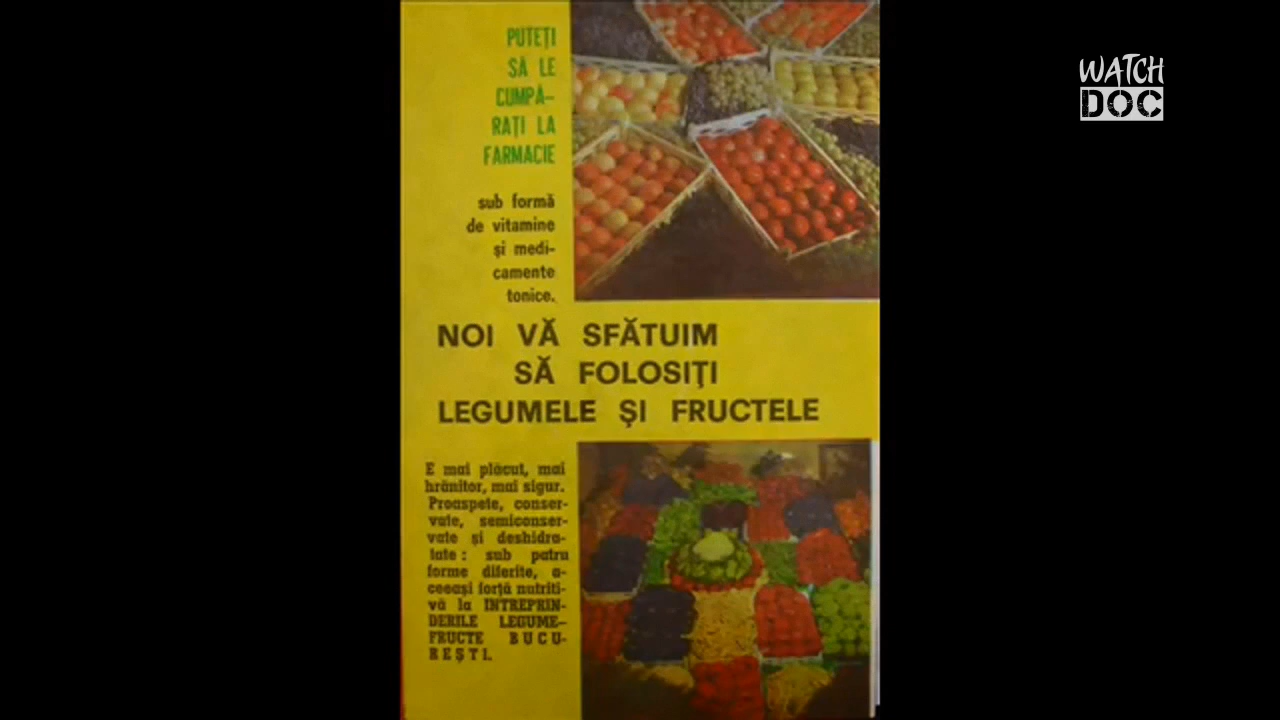 PUTEȚI
SĂ LE
CUMPĂ-
RAȚI LA
FARMACIE
sub formă
de vitamine
și medi-
camente
tonice.
NOI VĂ SFĂTUIM
SĂ FOLOSIȚI
LEGUMELE ȘI FRUCTELE
E mai plăcut, mai
hrănitor, mai sigur.
Proaspete, conser-
vate, semiconser-
vate și deshidra-
tate : sub patru
forme diferite, a-
ceeași forță nutriti-
vă la INTREPRIN-
DERILE LEGUME-
FRUCTE BUCU-
REȘTI.
WATCH
DOC